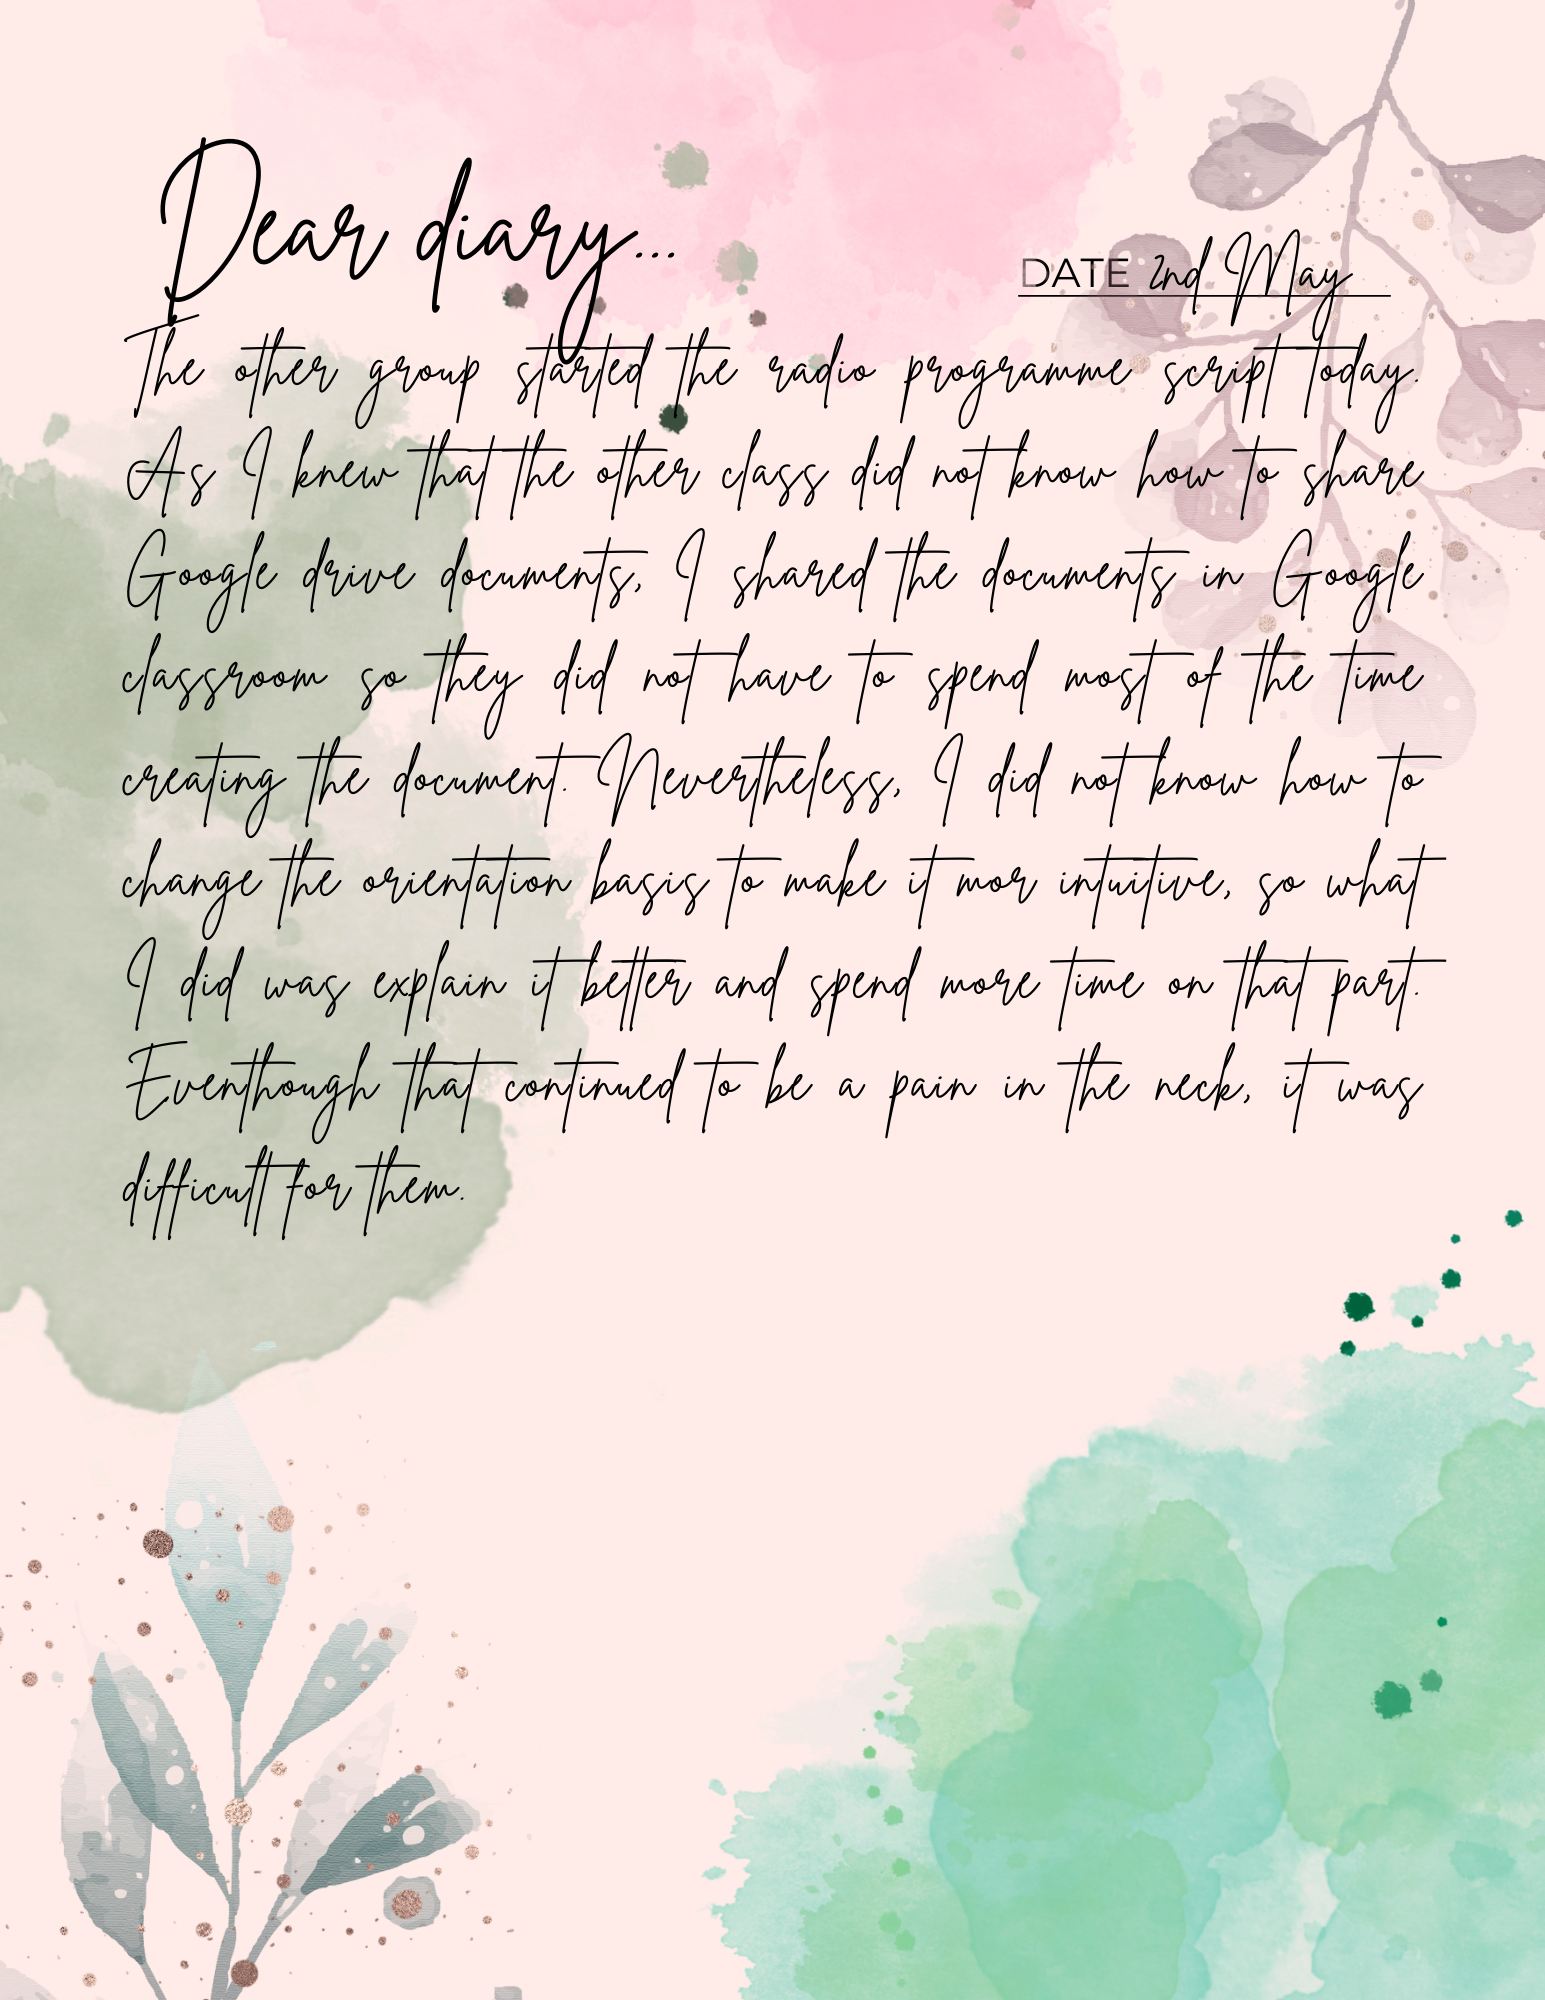 Dear diary...
DATE 2nd May
The other group started the radio programme script today.
As I knew that the other class did not know how to share
Google drive documents, I shared the documents in Google
classroom so they did not have to spend most of the time
creating the document. Nevertheless, I did not know how to
change the orientation basis to make it mor intuitive, so what
I did was explain it better and spend more time on that part.
Eventhough that continued to be a pain in the neck, it was
difficult for them.